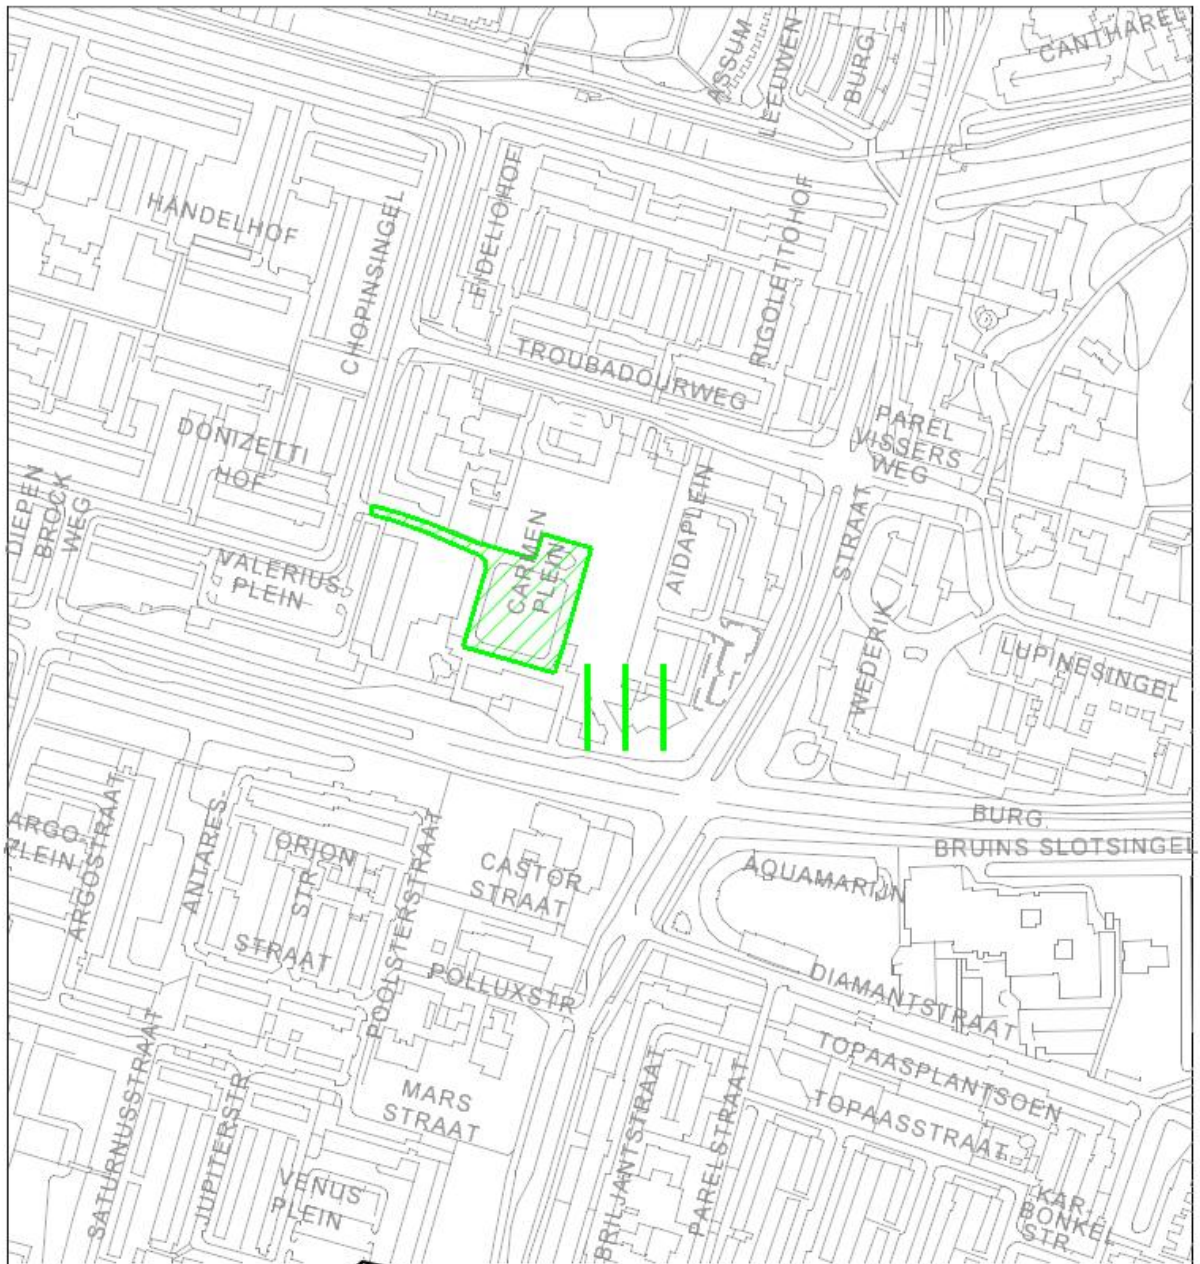 ASSUM
LEEUWEN
BURG
CANTHAREL
HANDELHOF
CHOPINSINGEL
FIDELIOHOF
RIGOLETTOHOF
TROUBADOURWEG
DONIZETTI
HOF
PAREL
VISSERS
WEG
DIEPEN
BROCK
WEG
VALERIUS
PLEIN
CARMEN
PLEIN
AIDAPLEIN
STRAAT
WEDERIK
LUPINESINGEL
ARGO-
PLEIN
ARGOSTRAAT
ANTARES-
ORION
STR
STRAAT
POOLSTERSTRAAT
CASTOR
STRAAT
POLLUXSTR
BURG
BRUINS SLOTSINGEL
AQUAMARIJN
DIAMANTSTRAAT
TOPAASPLANTSOEN
TOPAASSTRAAT
MARS
STRAAT
SATURNUSSTRAAT
JUPITERSTR
VENUS
PLEIN
BRILJANTSTRAAT
PARELSTRAAT
KAR
BONKEL
STR